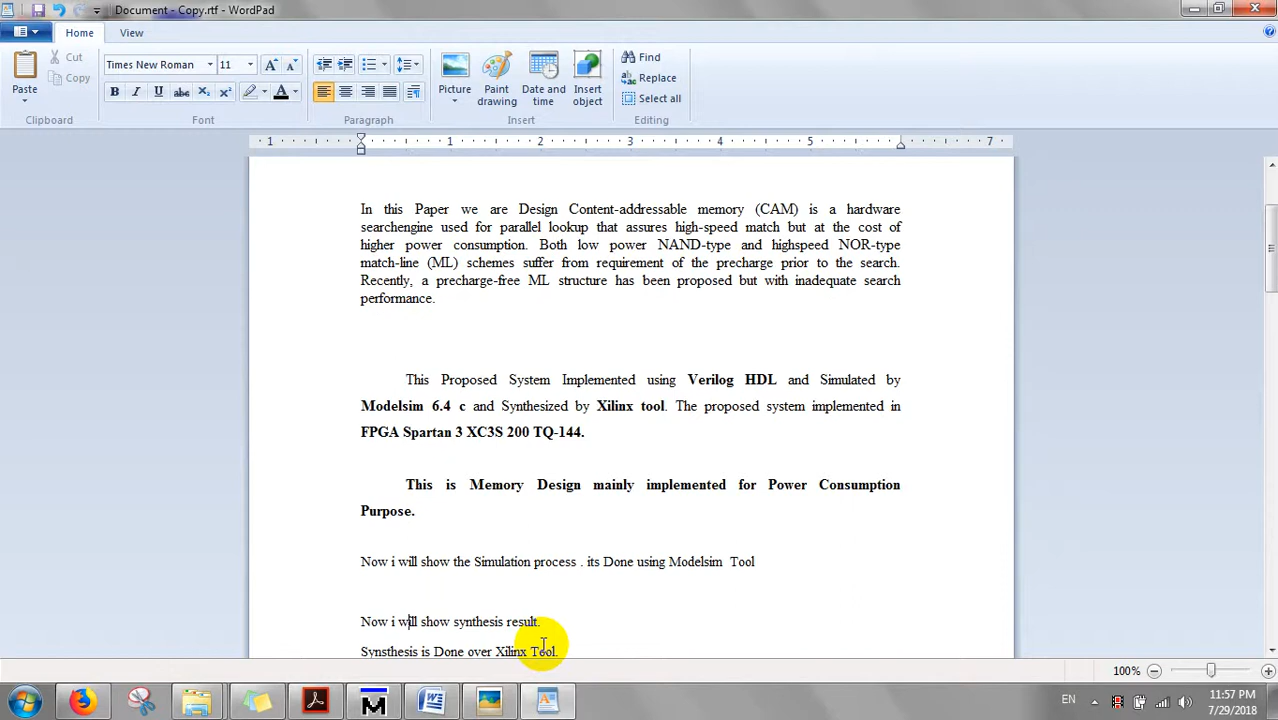 Document - Copy.rtf - WordPad
Home
View
Paste
Cut
Copy
Clipboard
Times New Roman
11
Font
Paragraph
Picture
Paint drawing
Date and time
Insert object
Insert
Find
Replace
Select all
Editing
1 1 2 3 4 5 7
In this Paper we are Design Content-addressable memory (CAM) is a hardware
searchengine used for parallel lookup that assures high-speed match but at the cost of
higher power consumption. Both low power NAND-type and highspeed NOR-type
match-line (ML) schemes suffer from requirement of the precharge prior to the search.
Recently, a precharge-free ML structure has been proposed but with inadequate search
performance.
This Proposed System Implemented using Verilog HDL and Simulated by
Modelsim 6.4 c and Synthesized by Xilinx tool. The proposed system implemented in
FPGA Spartan 3 XC3S 200 TQ-144.
This is Memory Design mainly implemented for Power Consumption
Purpose.
Now i will show the Simulation process . its Done using Modelsim Tool
Now i will show synthesis result.
Synsthesis is Done over Xilinx Tool.
100%
EN
11:57 PM
7/29/2018